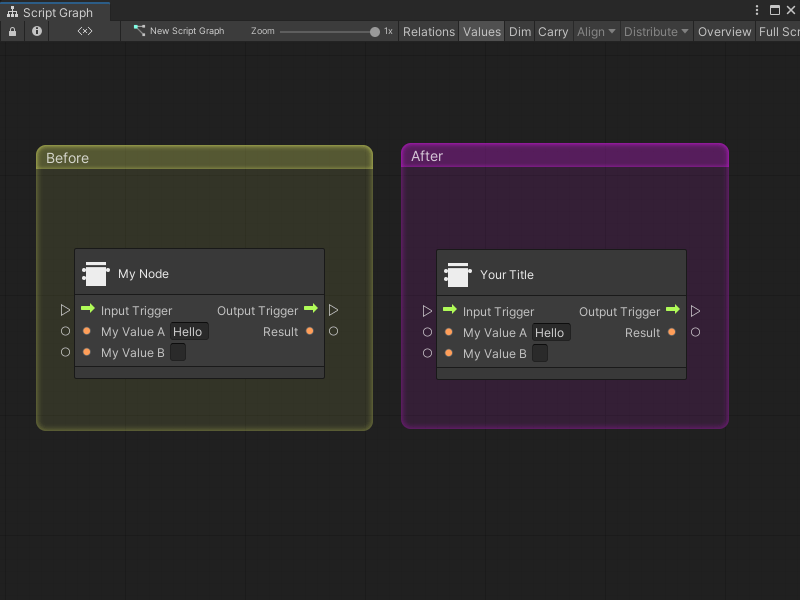 Script Graph
<×> New Script Graph Zoom 1x Relations Values Dim Carry Align Distribute Overview Full Scr
Before
My Node
Input Trigger Output Trigger
My Value A Hello Result
My Value B
After
Your Title
Input Trigger Output Trigger
My Value A Hello Result
My Value B